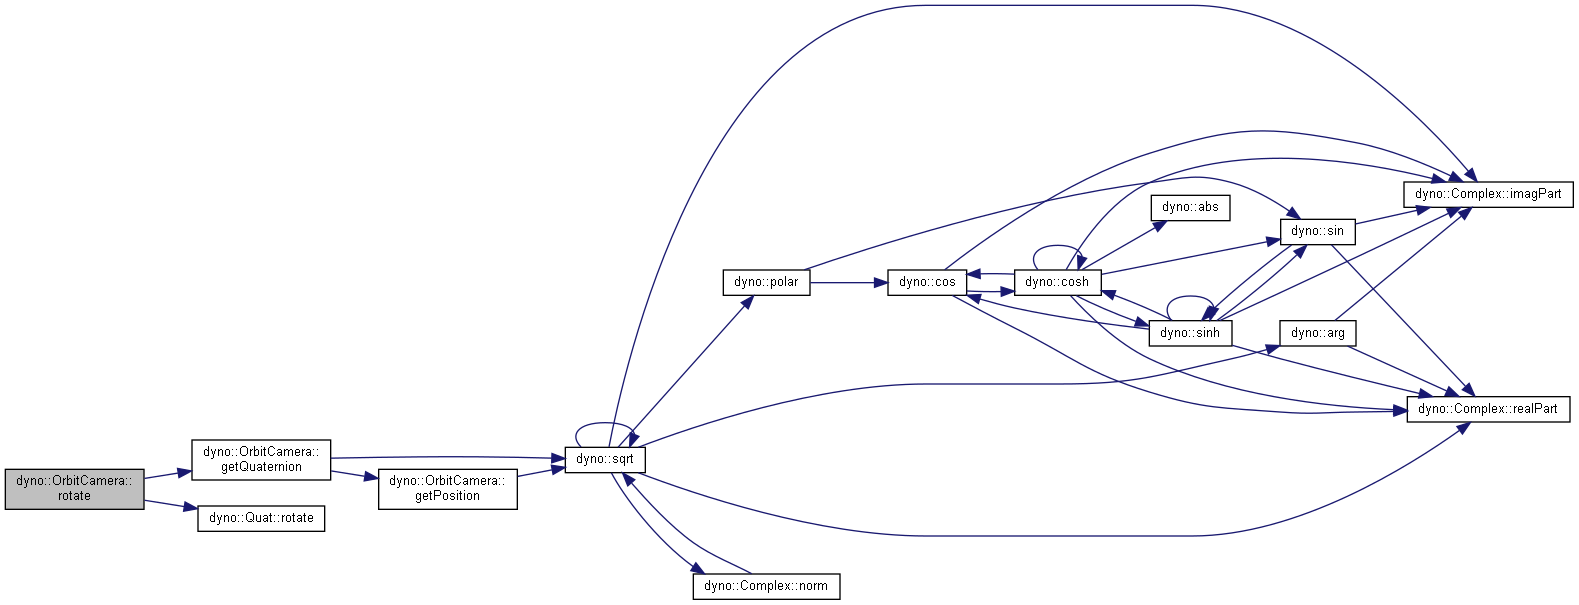 dyno::OrbitCamera::
rotate
dyno::OrbitCamera::
getQuaternion
dyno::Quat::rotate
dyno::OrbitCamera::
getPosition
dyno::sqrt
dyno::polar
dyno::Complex::norm
dyno::cos
dyno::cosh
dyno::abs
dyno::sinh
dyno::sin
dyno::arg
dyno::Complex::imagPart
dyno::Complex::realPart